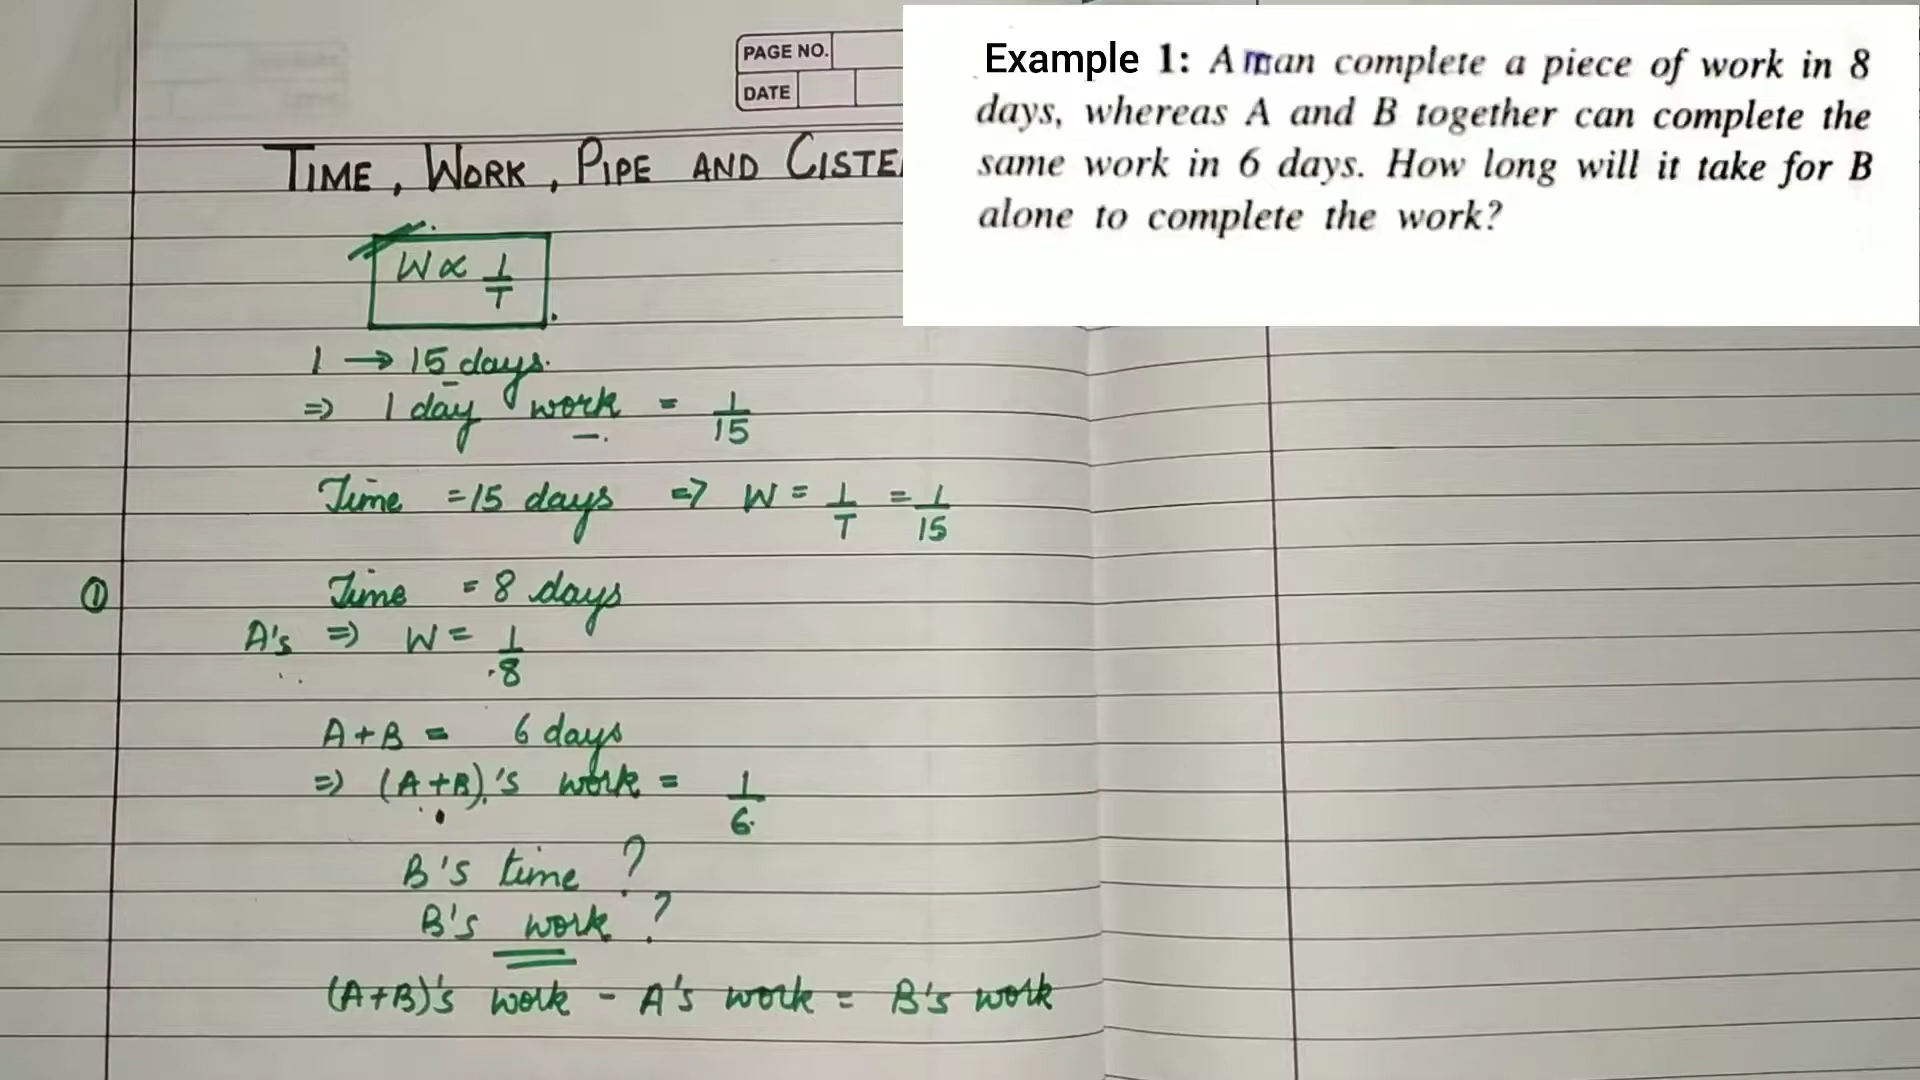 PAGE NO.
DATE
TIME, WORK, PIPE AND CISTE
W ∝ 1/T
1 → 15 days.
⇒ 1 day work = 1/15
Time = 15 days ⇒ W = 1/T = 1/15
① Time = 8 days
A's ⇒ W = 1/8
A+B = 6 days
⇒ (A+B)'s work = 1/6
B's time ?
B's work ?
(A+B)'s work - A's work = B's work
Example 1: A man complete a piece of work in 8
days, whereas A and B together can complete the
same work in 6 days. How long will it take for B
alone to complete the work?